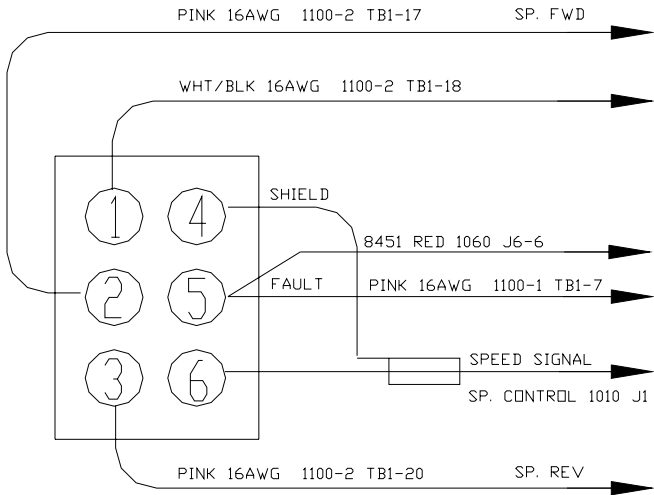 PINK 16AWG 1100-2 TB1-17 SP. FWD
WHT/BLK 16AWG 1100-2 TB1-18
1 4
SHIELD
8451 RED 1060 J6-6
2 5
FAULT PINK 16AWG 1100-1 TB1-7
3 6
SPEED SIGNAL
SP. CONTROL 1010 J1
PINK 16AWG 1100-2 TB1-20 SP. REV